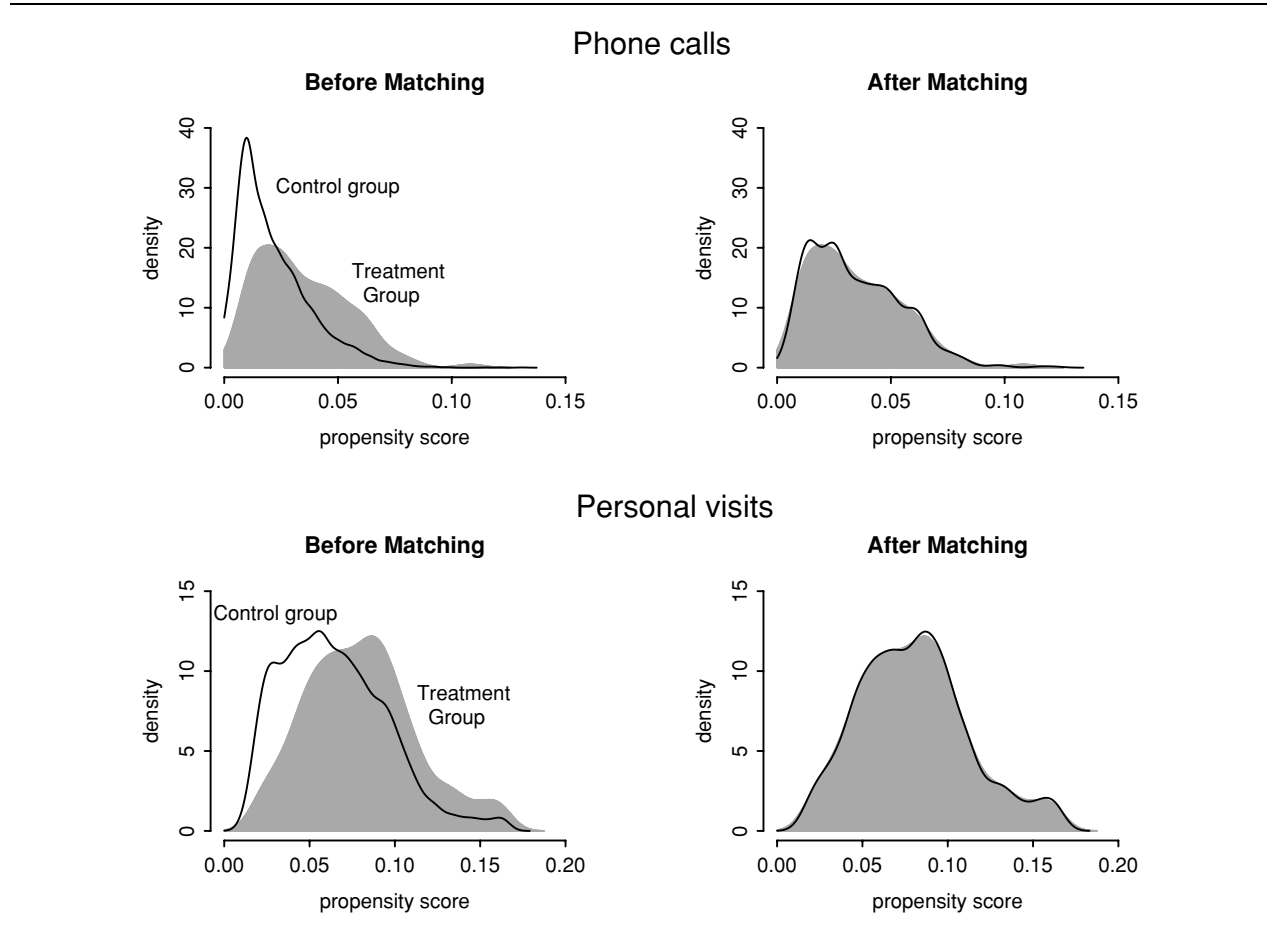 Phone calls
Before Matching
After Matching
40
30
20
10
0
density
Control group
Treatment
Group
0.00 0.05 0.10 0.15
propensity score
40
30
20
10
0
density
0.00 0.05 0.10 0.15
propensity score
Personal visits
Before Matching
After Matching
15
10
5
0
density
Control group
Treatment
Group
0.00 0.05 0.10 0.15 0.20
propensity score
15
10
5
0
density
0.00 0.05 0.10 0.15 0.20
propensity score